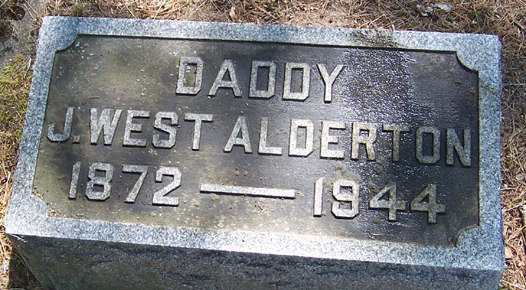 DADDY
J. WEST ALDERTON
1872 — 1944